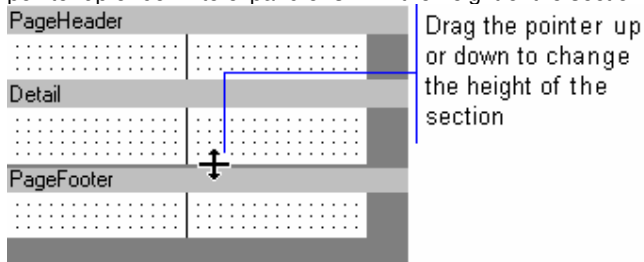 PageHeader
Detail
PageFooter
Drag the pointer up
or down to change
the height of the
section